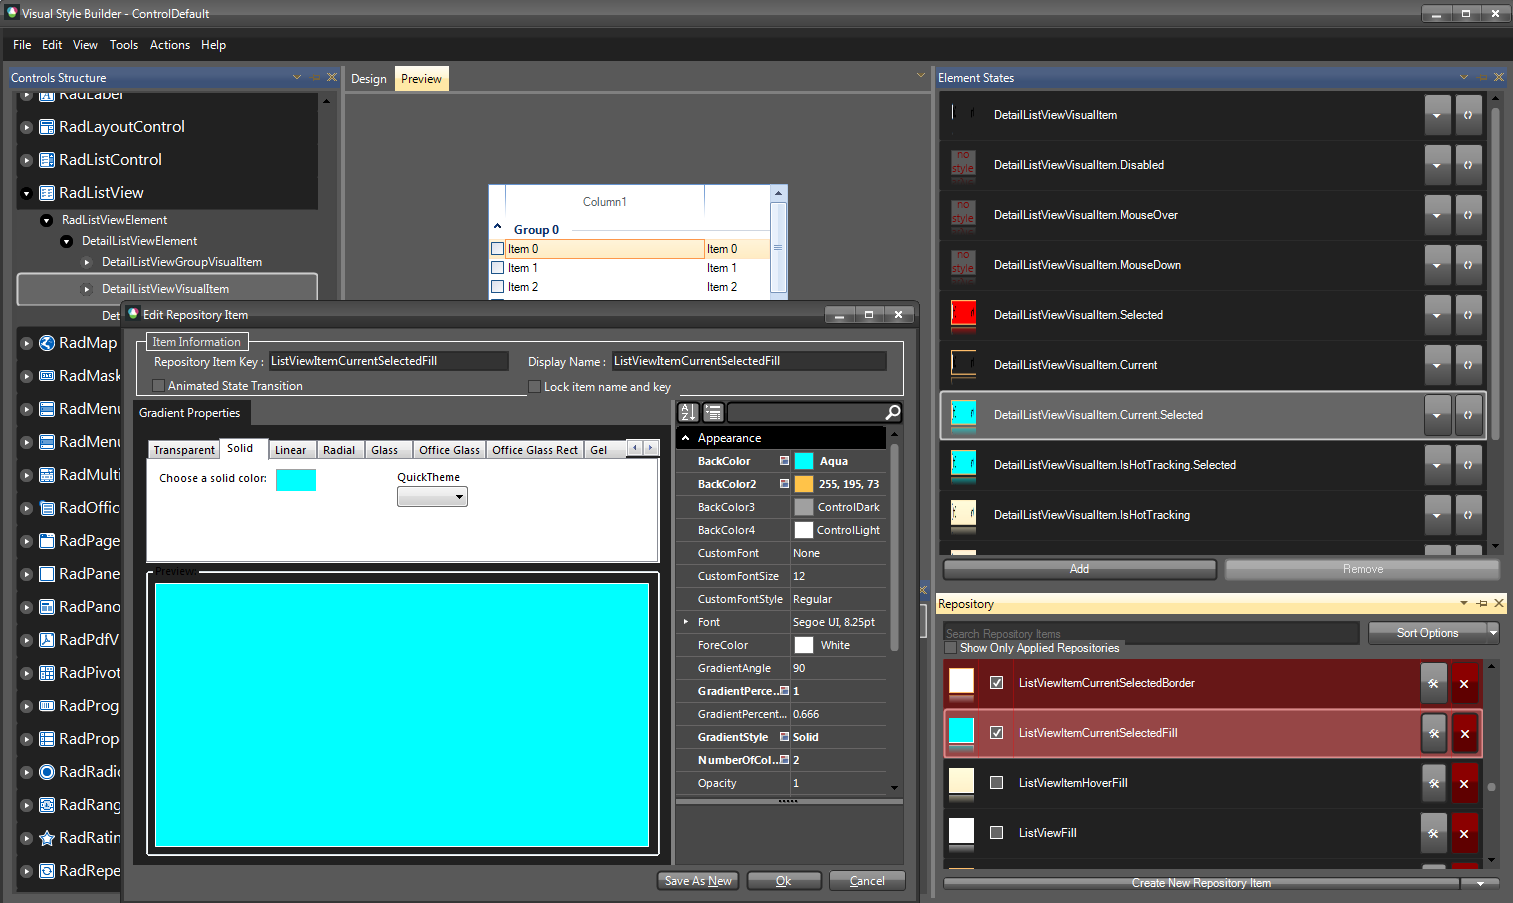 Visual Style Builder - ControlDefault
File Edit View Tools Actions Help
Controls Structure
RadLabel
RadLayoutControl
RadListControl
RadListView
RadListViewElement
DetailListViewElement
DetailListViewGroupVisualItem
DetailListViewVisualItem
Det
RadMap
RadMask
RadMenu
RadMenu
RadMulti
RadOffic
RadPage
RadPane
RadPano
RadPdfV
RadPivot
RadProg
RadProp
RadRadio
RadRang
RadRatin
RadRepe
Design Preview
Column1
Group 0
Item 0 Item 0
Item 1 Item 1
Item 2 Item 2
Edit Repository Item
Item Information
Repository Item Key : ListViewItemCurrentSelectedFill Display Name : ListViewItemCurrentSelectedFill
Animated State Transition Lock item name and key
Gradient Properties
Transparent Solid Linear Radial Glass Office Glass Office Glass Rect Gel
Choose a solid color: QuickTheme
Preview:
Appearance
BackColor Aqua
BackColor2 255, 195, 73
BackColor3 ControlDark
BackColor4 ControlLight
CustomFont None
CustomFontSize 12
CustomFontStyle Regular
Font Segoe UI, 8.25pt
ForeColor White
GradientAngle 90
GradientPerce... 1
GradientPercent... 0.666
GradientStyle Solid
NumberOfCol... 2
Opacity 1
Save As New Ok Cancel
Element States
DetailListViewVisualItem
no style DetailListViewVisualItem.Disabled
no style DetailListViewVisualItem.MouseOver
no style DetailListViewVisualItem.MouseDown
DetailListViewVisualItem.Selected
DetailListViewVisualItem.Current
DetailListViewVisualItem.Current.Selected
DetailListViewVisualItem.IsHotTracking.Selected
DetailListViewVisualItem.IsHotTracking
Add Remove
Repository
Search Repository Items Sort Options
Show Only Applied Repositories
ListViewItemCurrentSelectedBorder
ListViewItemCurrentSelectedFill
ListViewItemHoverFill
ListViewFill
Create New Repository Item